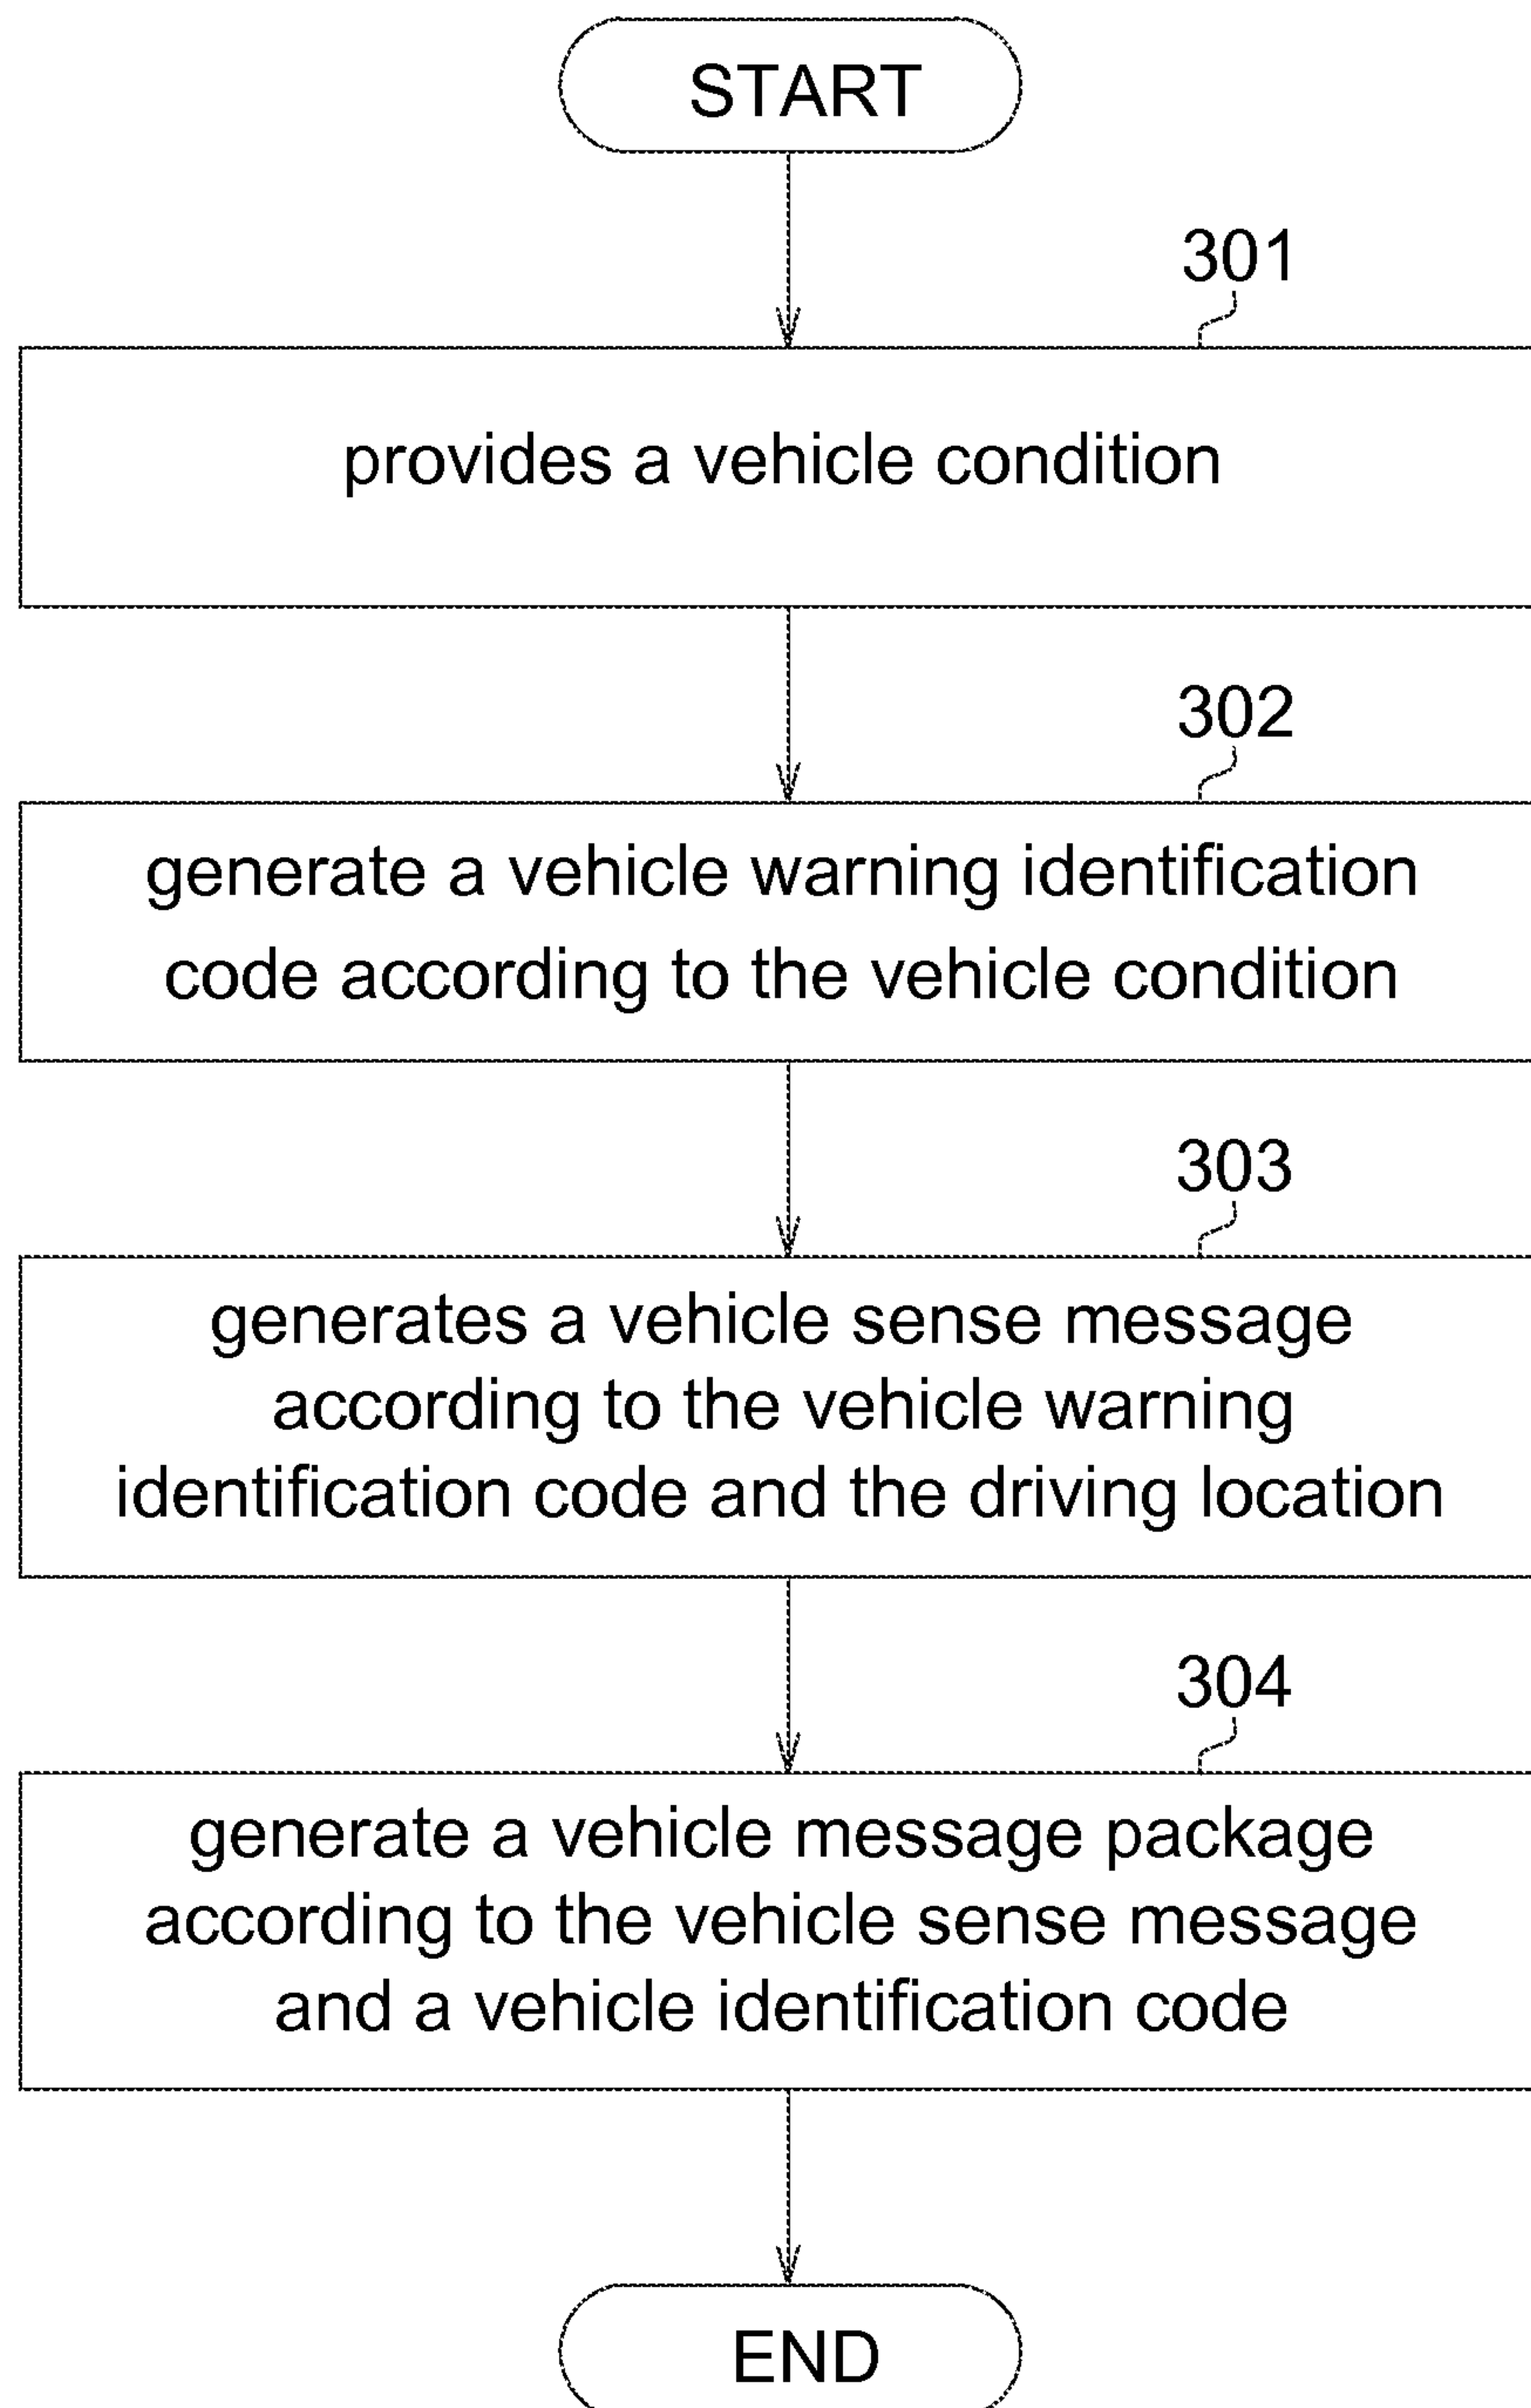 START
301
provides a vehicle condition
302
generate a vehicle warning identification
code according to the vehicle condition
303
generates a vehicle sense message
according to the vehicle warning
identification code and the driving location
304
generate a vehicle message package
according to the vehicle sense message
and a vehicle identification code
END